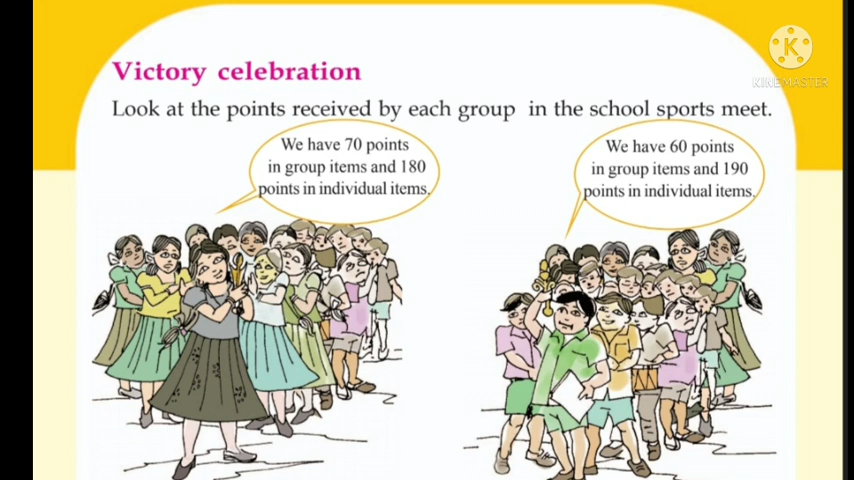 K
KINEMASTER
Victory celebration
Look at the points received by each group in the school sports meet.
We have 70 points
in group items and 180
points in individual items.
We have 60 points
in group items and 190
points in individual items.